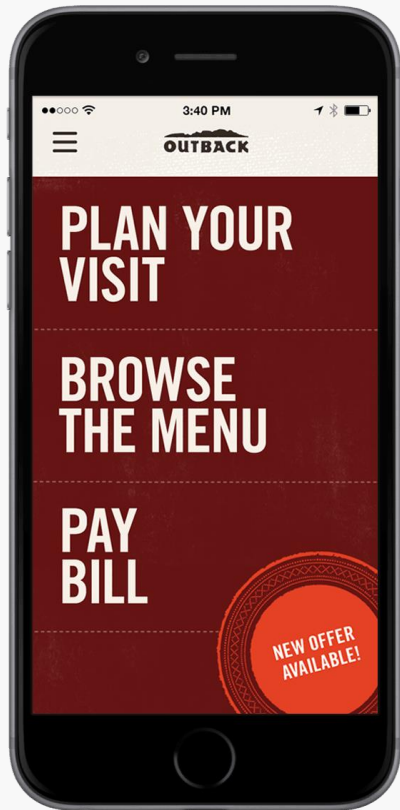 3:40 PM
OUTBACK
PLAN YOUR
VISIT
BROWSE
THE MENU
PAY
BILL
NEW OFFER
AVAILABLE!